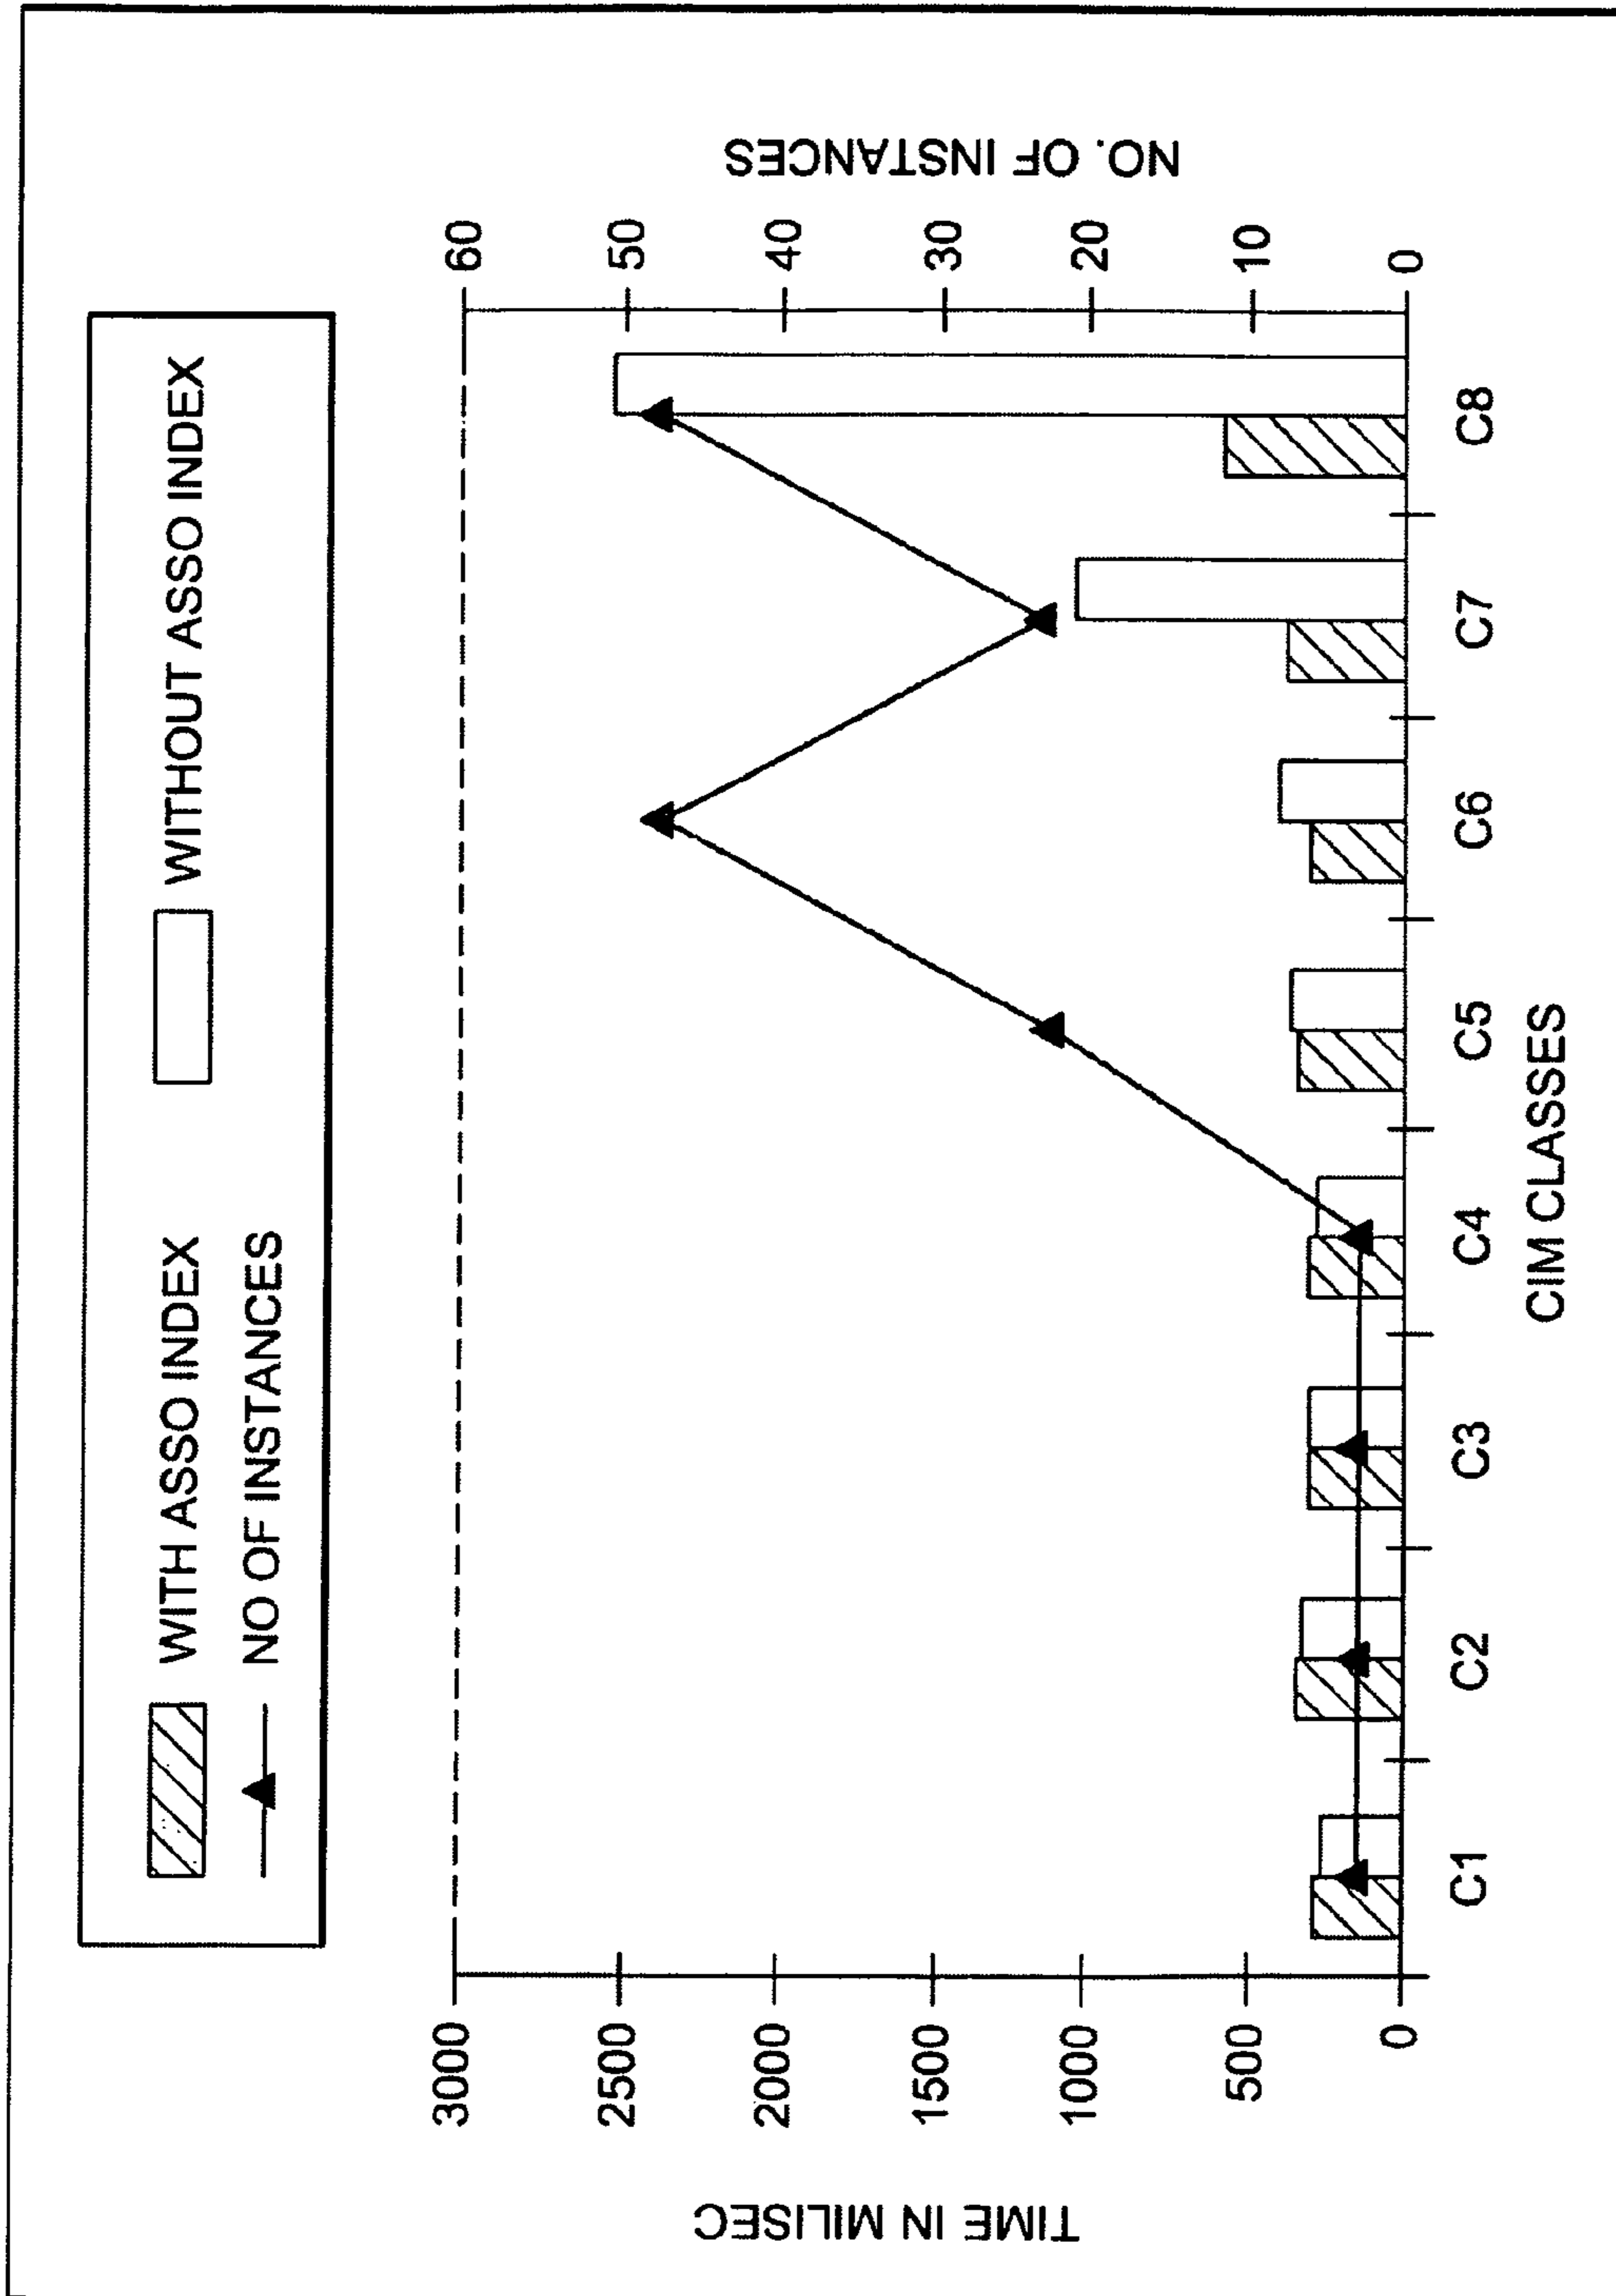 WITH ASSO INDEX
WITHOUT ASSO INDEX
NO OF INSTANCES
3000
2500
2000
1500
1000
500
0
TIME IN MILISEC
60
50
40
30
20
10
0
NO. OF INSTANCES
C1 C2 C3 C4 C5 C6 C7 C8
CIM CLASSES